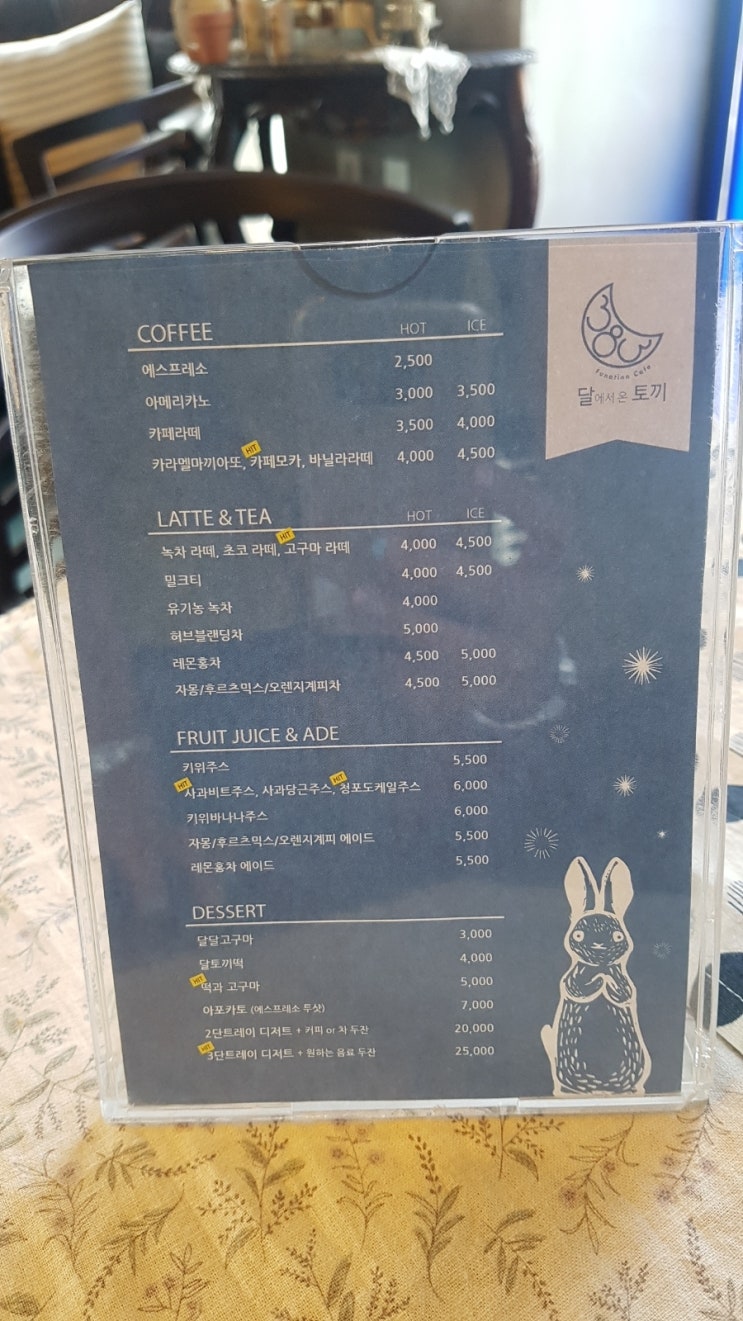 funafino Cafe
달에서 온 토끼
COFFEE HOT ICE
에스프레소 2,500
아메리카노 3,000 3,500
카페라떼 3,500 4,000
HIT
카라멜마끼아또, 카페모카, 바닐라라떼 4,000 4,500
LATTE & TEA HOT ICE
HIT
녹차 라떼, 초코 라떼, 고구마 라떼 4,000 4,500
밀크티 4,000 4,500
유기농 녹차 4,000
허브블랜딩차 5,000
레몬홍차 4,500 5,000
자몽/후르츠믹스/오렌지계피차 4,500 5,000
FRUIT JUICE & ADE
키위주스 5,500
HIT HIT
사과비트주스, 사과당근주스, 청포도케일주스 6,000
키위바나나주스 6,000
자몽/후르츠믹스/오렌지계피 에이드 5,500
레몬홍차 에이드 5,500
DESSERT
달달고구마 3,000
달토끼떡 4,000
HIT
떡과 고구마 5,000
아포카토 (에스프레소 투샷) 7,000
2단트레이 디저트 + 커피 or 차 두잔 20,000
HIT
3단트레이 디저트 + 원하는 음료 두잔 25,000